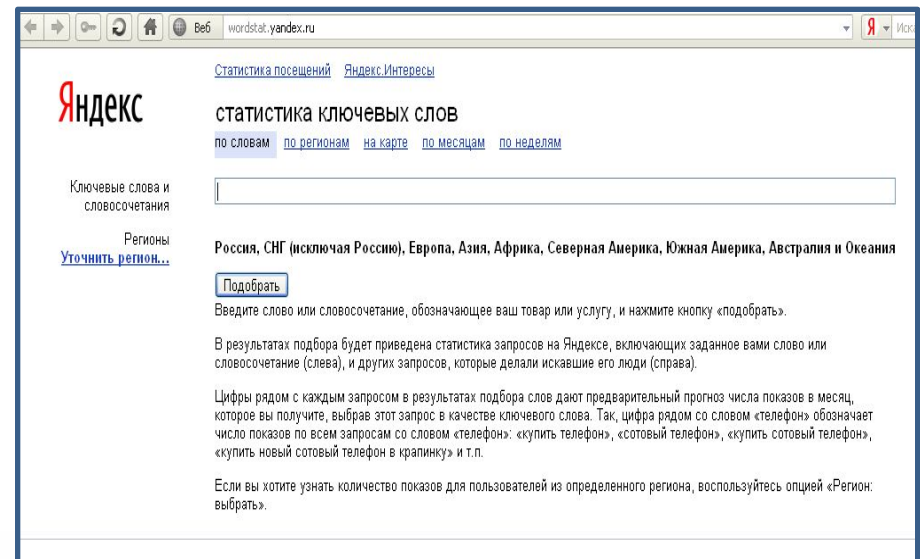 Веб wordstat.yandex.ru Я
Статистика посещений Яндекс.Интересы
Яндекс
статистика ключевых слов
по словам по регионам на карте по месяцам по неделям
Ключевые слова и
словосочетания
Регионы
Уточнить регион...
Россия, СНГ (исключая Россию), Европа, Азия, Африка, Северная Америка, Южная Америка, Австралия и Океания
Подобрать
Введите слово или словосочетание, обозначающее ваш товар или услугу, и нажмите кнопку «подобрать».
В результатах подбора будет приведена статистика запросов на Яндексе, включающих заданное вами слово или
словосочетание (слева), и других запросов, которые делали искавшие его люди (справа).
Цифры рядом с каждым запросом в результатах подбора слов дают предварительный прогноз числа показов в месяц,
которое вы получите, выбрав этот запрос в качестве ключевого слова. Так, цифра рядом со словом «телефон» обозначает
число показов по всем запросам со словом «телефон»: «купить телефон», «сотовый телефон», «купить сотовый телефон»,
«купить новый сотовый телефон в крапинку» и т.п.
Если вы хотите узнать количество показов для пользователей из определенного региона, воспользуйтесь опцией «Регион:
выбрать».